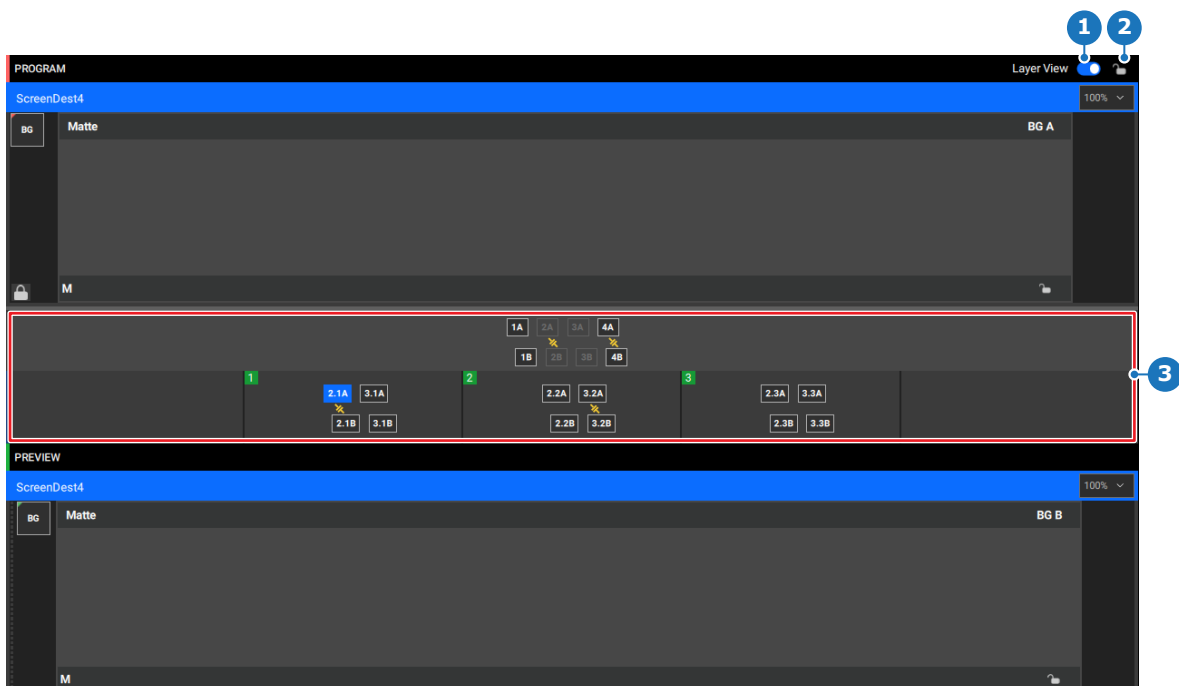 1 2
PROGRAM Layer View
ScreenDest4 100%
BG Matte BG A
M
1A 2A 3A 4A
1B 2B 3B 4B
3
1 2 3
2.1A 3.1A 2.2A 3.2A 2.3A 3.3A
2.1B 3.1B 2.2B 3.2B 2.3B 3.3B
PREVIEW
ScreenDest4 100%
BG Matte BG B
M